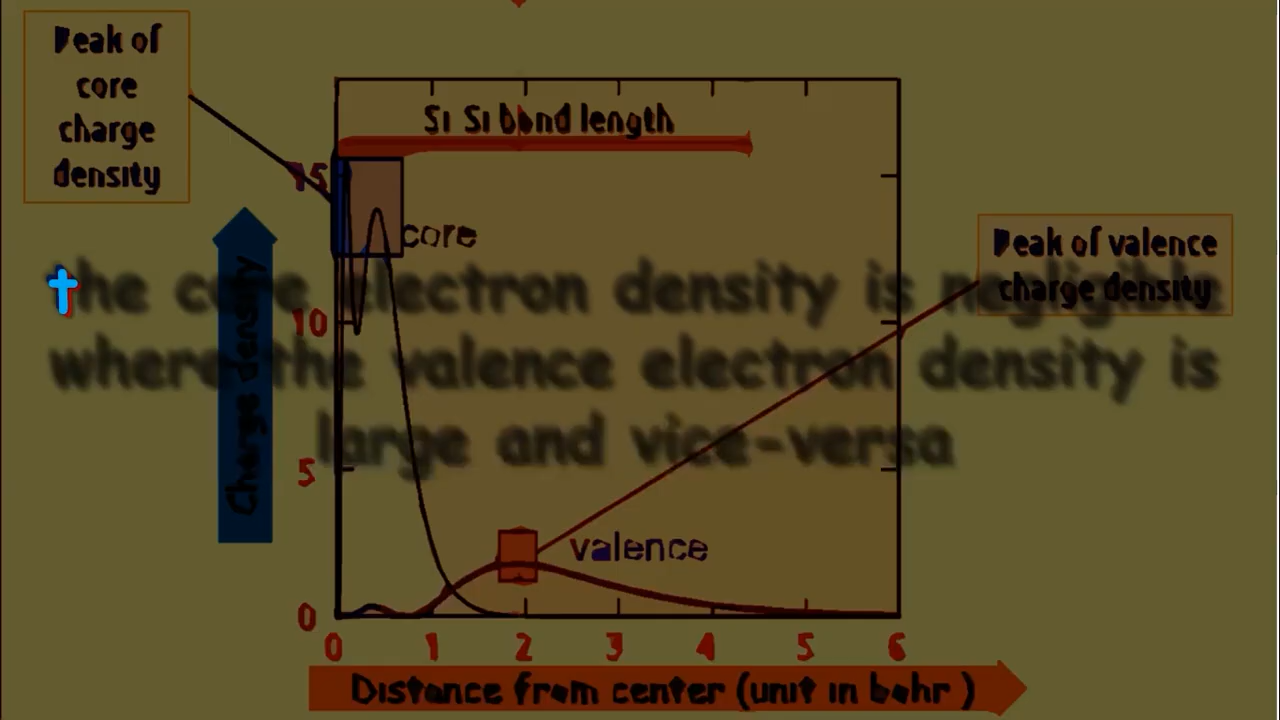 Peak of
core
charge
density
Si Si bond length
15
core
Peak of valence
charge density
the core electron density is negligible
where the valence electron density is
large and vice-versa
Charge density
10
5
valence
0
0 1 2 3 4 5 6
Distance from center (unit in bohr )